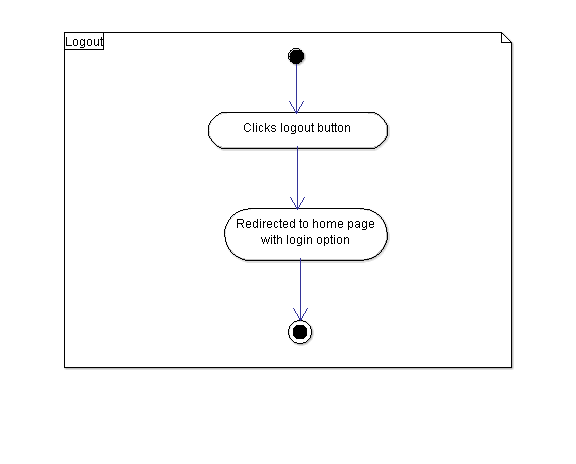 Logout
Clicks logout button
Redirected to home page
with login option